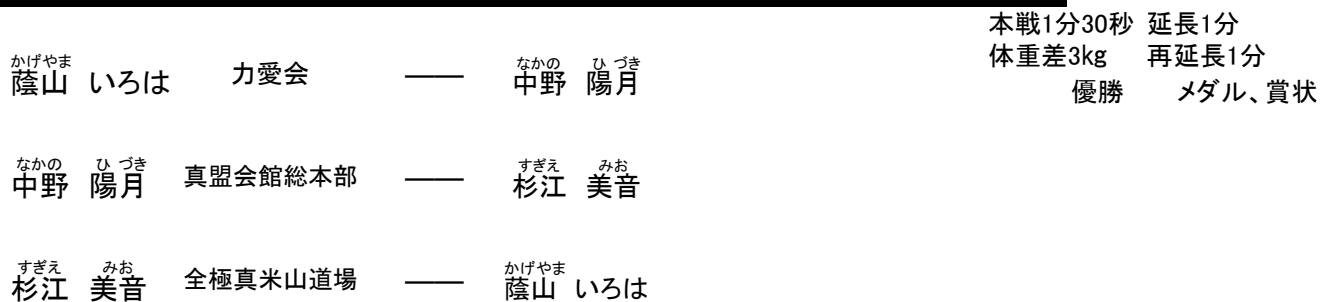 本戦1分30秒 延長1分
体重差3kg 再延長1分
優勝 メダル、賞状
かげやま なかの ひ づき
蔭山 いろは 力愛会 —— 中野 陽月
なかの ひ づき すぎえ みお
中野 陽月 真盟会館総本部 —— 杉江 美音
すぎえ みお かげやま
杉江 美音 全極真米山道場 —— 蔭山 いろは